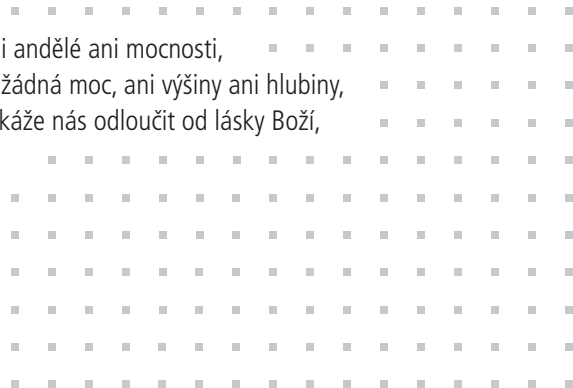 i andělé ani mocnosti,
žádná moc, ani výšiny ani hlubiny,
káže nás odloučit od lásky Boží,